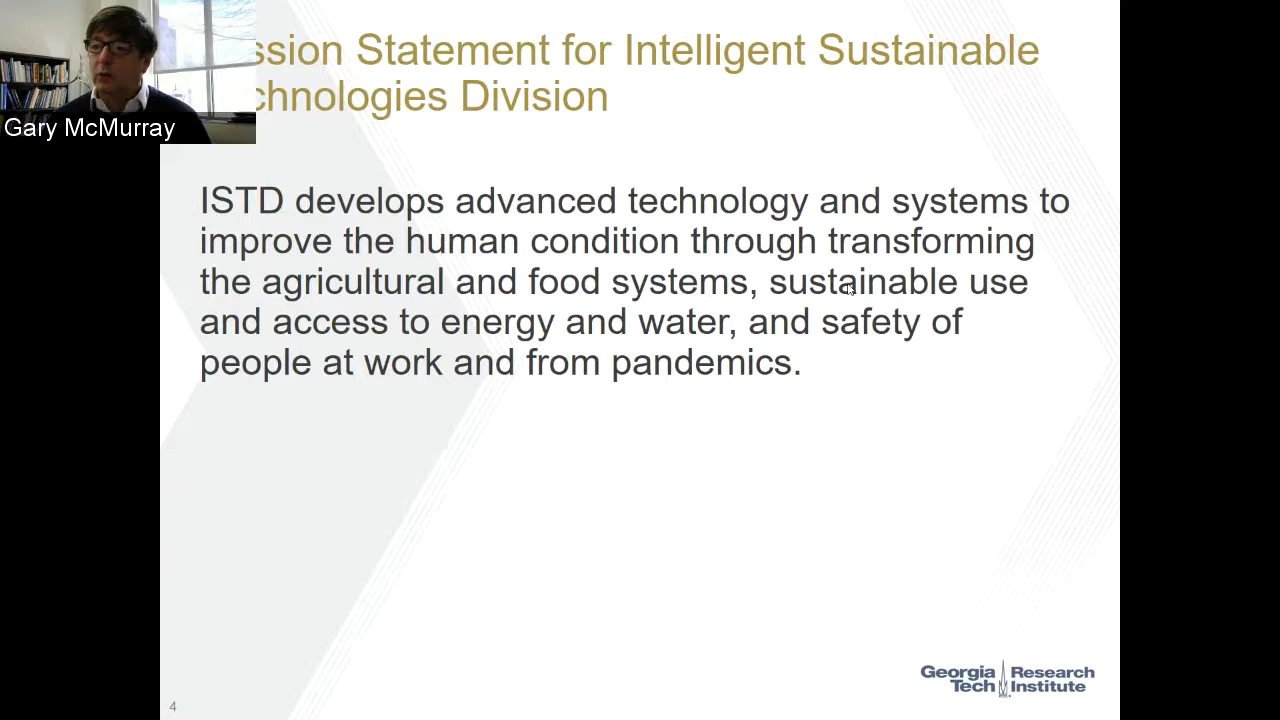 ssion Statement for Intelligent Sustainable
chnologies Division
Gary McMurray
ISTD develops advanced technology and systems to
improve the human condition through transforming
the agricultural and food systems, sustainable use
and access to energy and water, and safety of
people at work and from pandemics.
Georgia Tech Research Institute
4